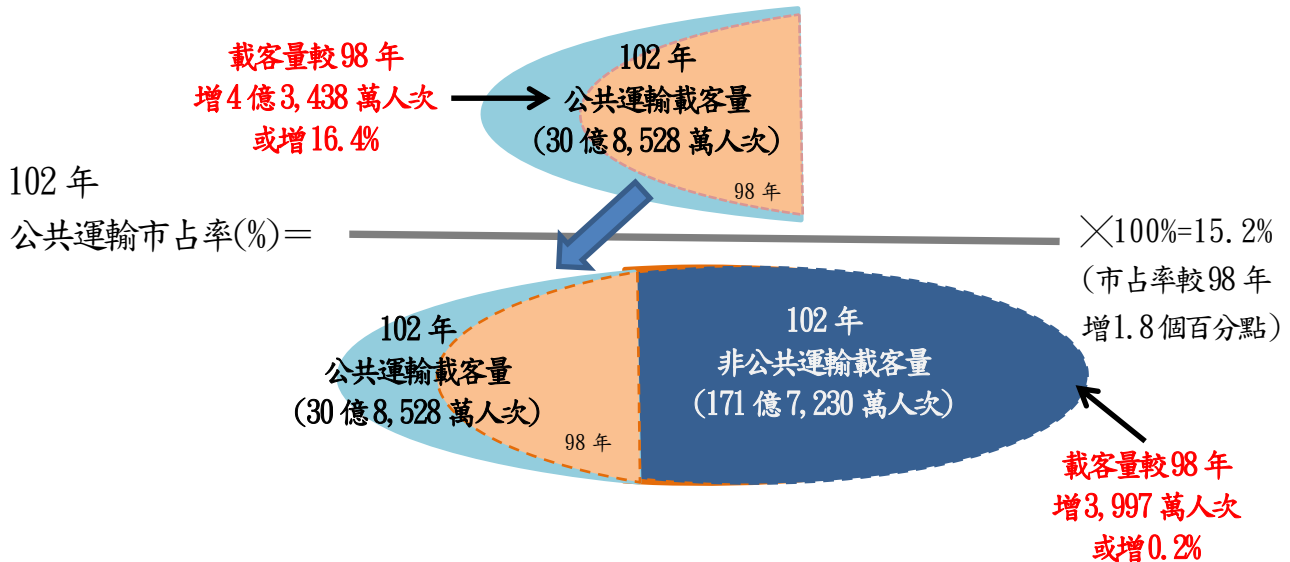 載客量較98年
增4億3,438萬人次
或增16.4%
102年
公共運輸載客量
(30億8,528萬人次)
98年
102年
公共運輸市占率(%)＝
╳100%=15.2%
(市占率較98年
增1.8個百分點)
102年
公共運輸載客量
(30億8,528萬人次)
98年
102年
非公共運輸載客量
(171億7,230萬人次)
載客量較98年
增3,997萬人次
或增0.2%